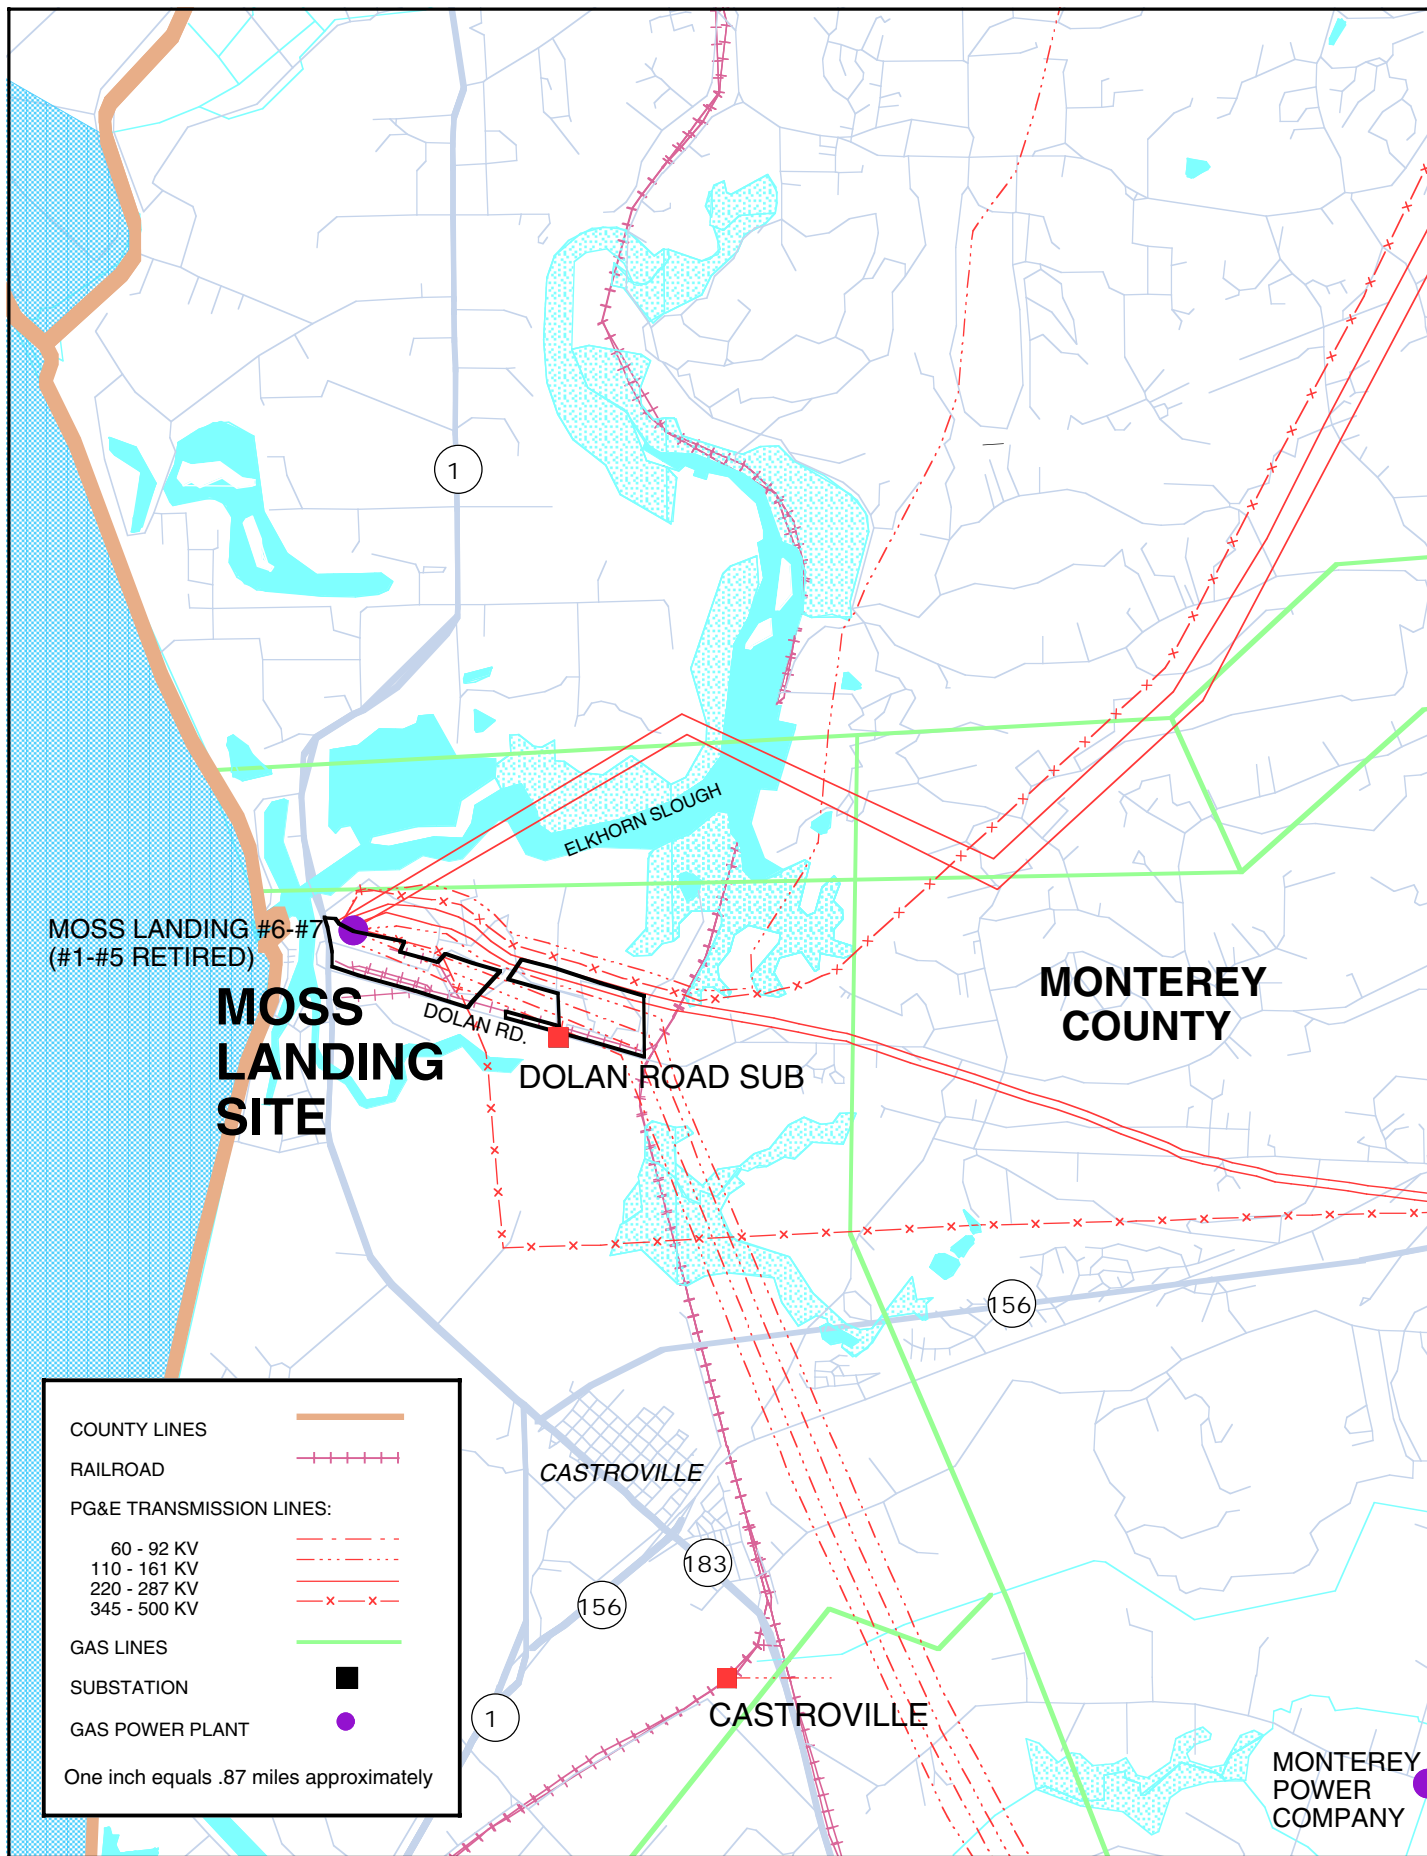 1
ELKHORN SLOUGH
MOSS LANDING #6-#7
(#1-#5 RETIRED)
MOSS
LANDING
SITE
DOLAN RD.
DOLAN ROAD SUB
MONTEREY
COUNTY
156
CASTROVILLE
183
156
1
CASTROVILLE
MONTEREY
POWER
COMPANY
COUNTY LINES
RAILROAD
PG&E TRANSMISSION LINES:
60 - 92 KV
110 - 161 KV
220 - 287 KV
345 - 500 KV
GAS LINES
SUBSTATION
GAS POWER PLANT
One inch equals .87 miles approximately